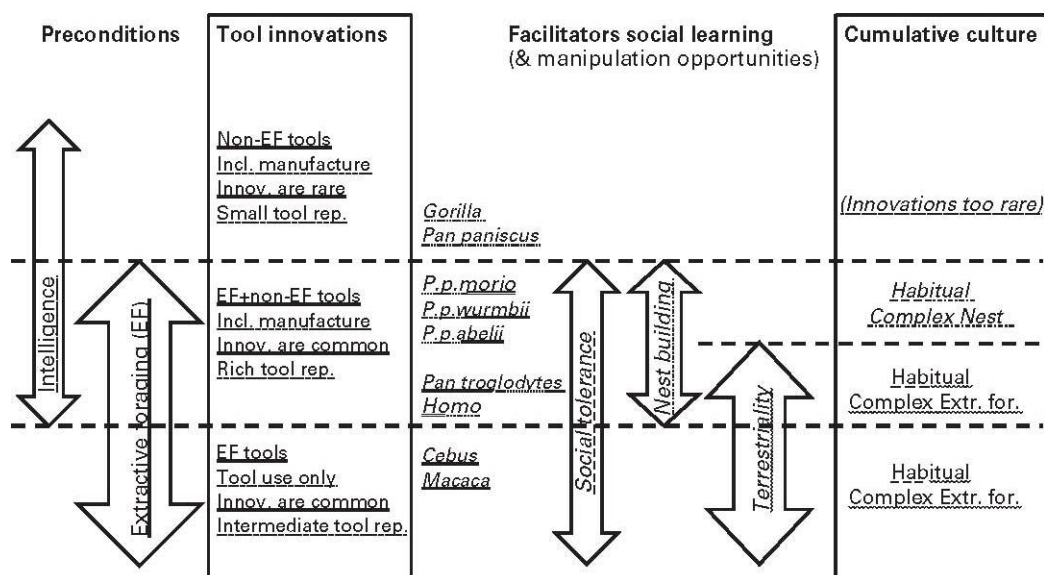 Preconditions
Tool innovations
Facilitators social learning
(& manipulation opportunities)
Cumulative culture
Intelligence
Extractive foraging (EF)
Non-EF tools
Incl. manufacture
Innov. are rare
Small tool rep.
Gorilla
Pan paniscus
(Innovations too rare)
EF+non-EF tools
Incl. manufacture
Innov. are common
Rich tool rep.
P.p.morio
P.p.wurmbii
P.p.abelii
Pan troglodytes
Homo
Social tolerance
Nest building
Terrestriality
Habitual
Complex Nest
Habitual
Complex Extr. for.
EF tools
Tool use only
Innov. are common
Intermediate tool rep.
Cebus
Macaca
Habitual
Complex Extr. for.